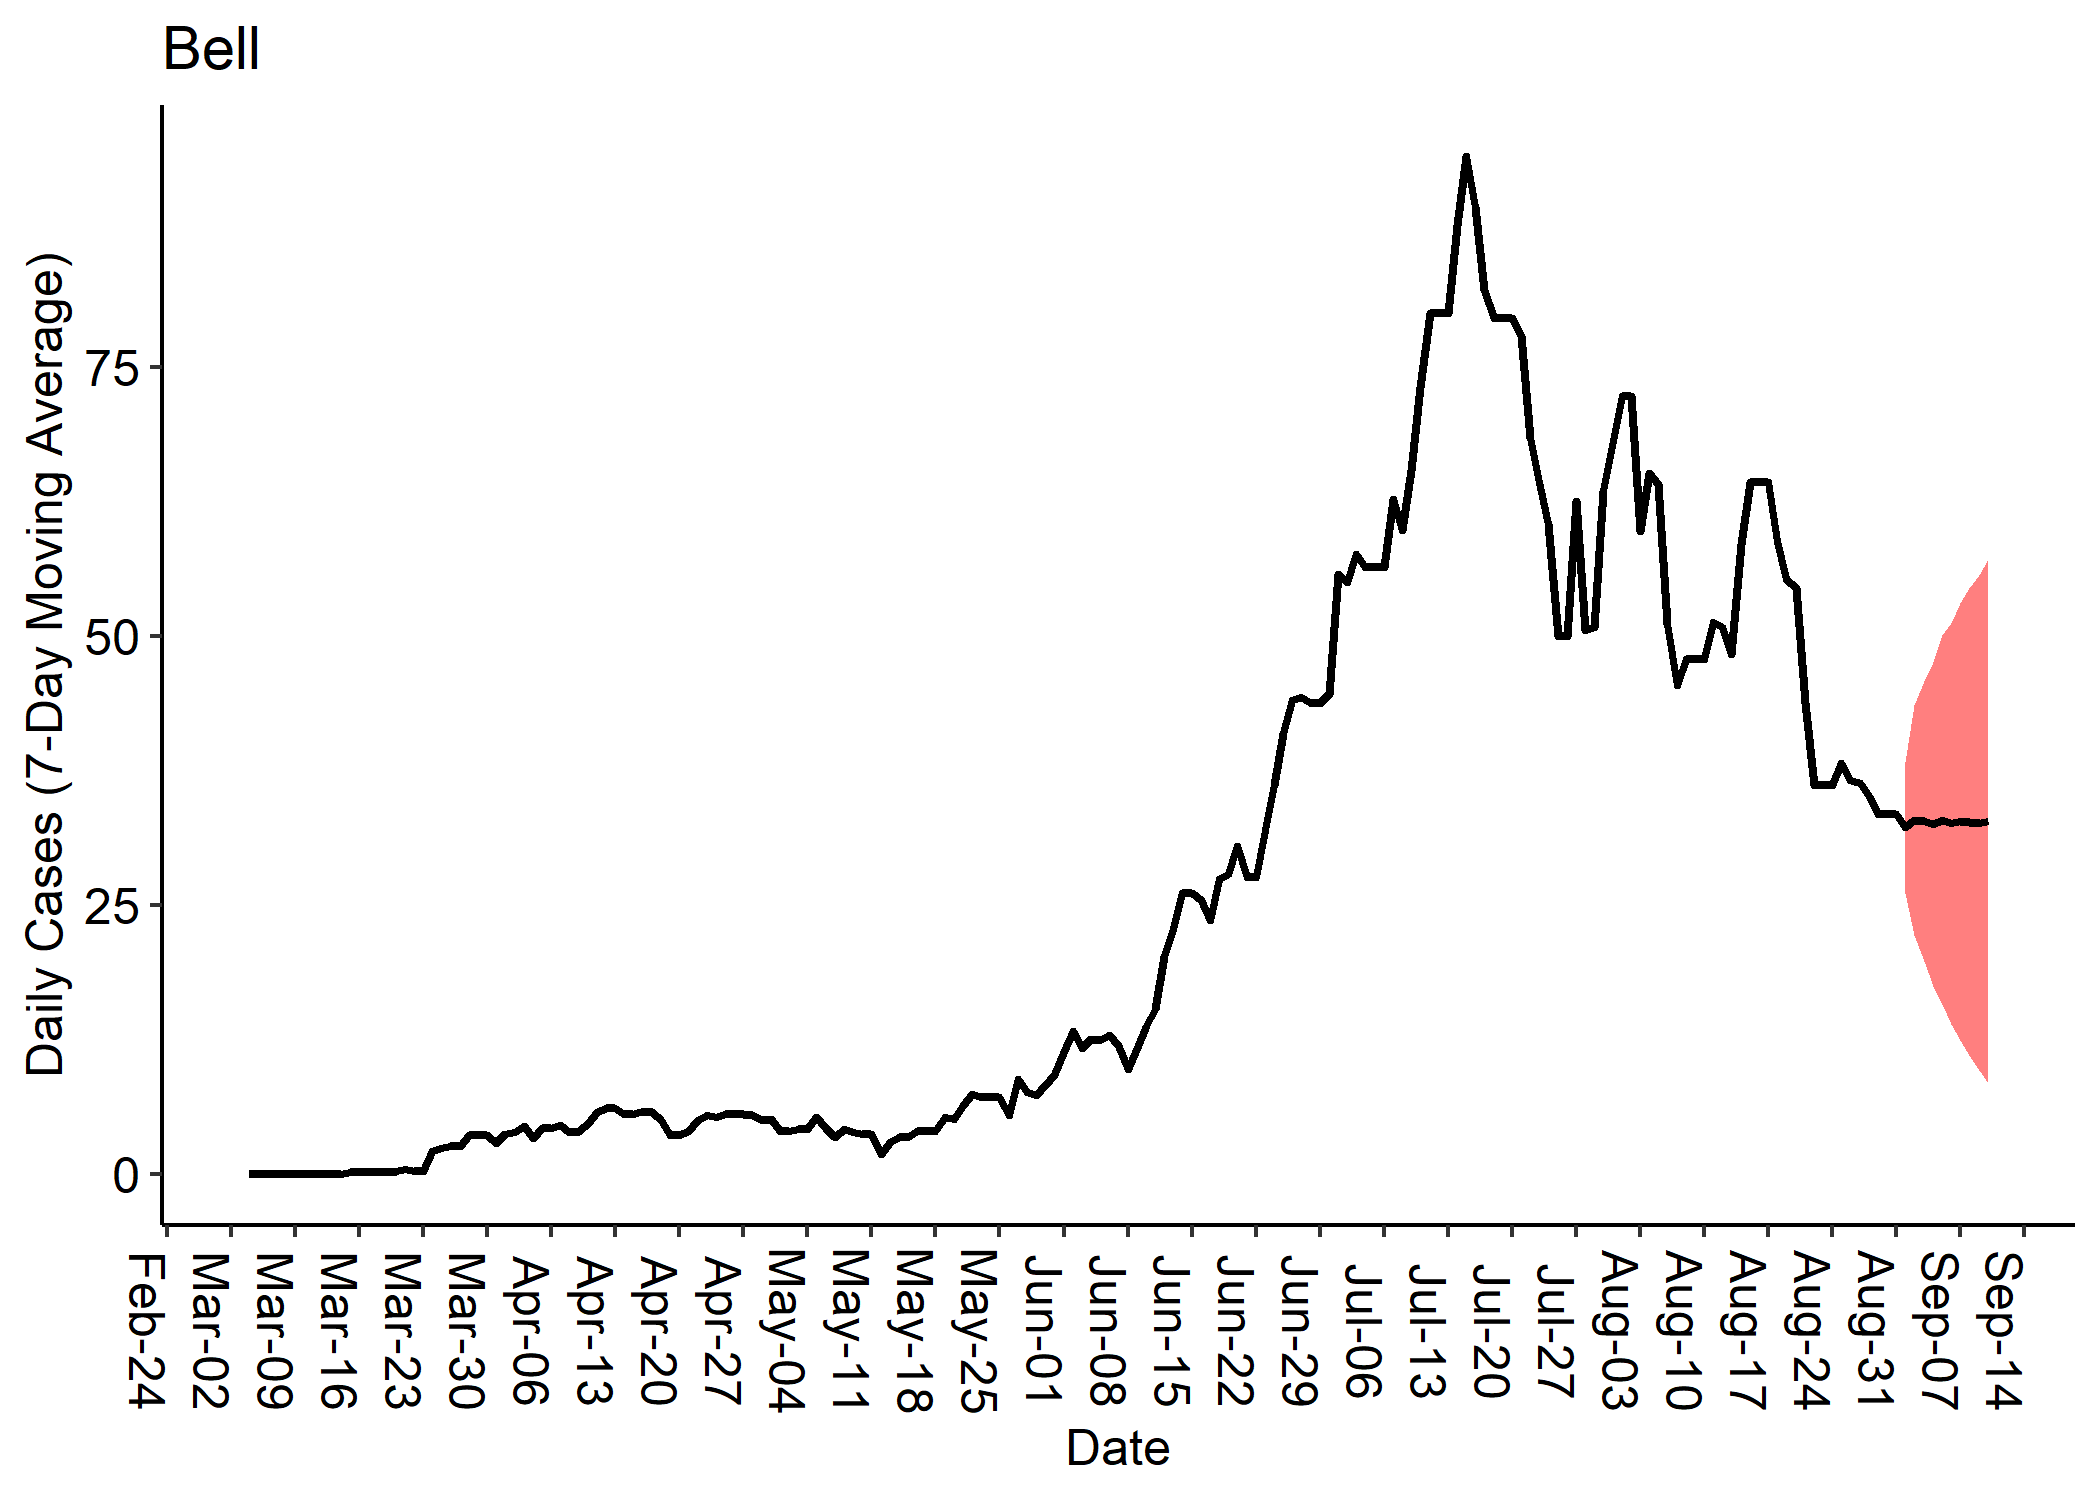 Bell
Daily Cases (7-Day Moving Average)
75
50
25
0
Feb-24
Mar-02
Mar-09
Mar-16
Mar-23
Mar-30
Apr-06
Apr-13
Apr-20
Apr-27
May-04
May-11
May-18
May-25
Jun-01
Jun-08
Jun-15
Jun-22
Jun-29
Jul-06
Jul-13
Jul-20
Jul-27
Aug-03
Aug-10
Aug-17
Aug-24
Aug-31
Sep-07
Sep-14
Date